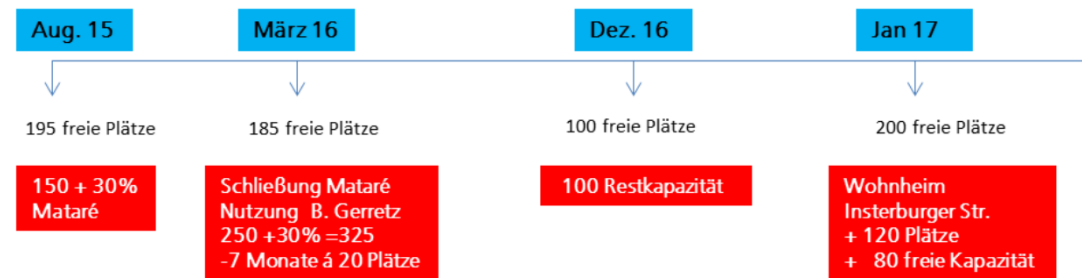 Aug. 15
März 16
Dez. 16
Jan 17
195 freie Plätze
185 freie Plätze
100 freie Plätze
200 freie Plätze
150 + 30%
Mataré
Schließung Mataré
Nutzung B. Gerretz
250 +30% =325
-7 Monate á 20 Plätze
100 Restkapazität
Wohnheim
Insterburger Str.
+ 120 Plätze
+ 80 freie Kapazität